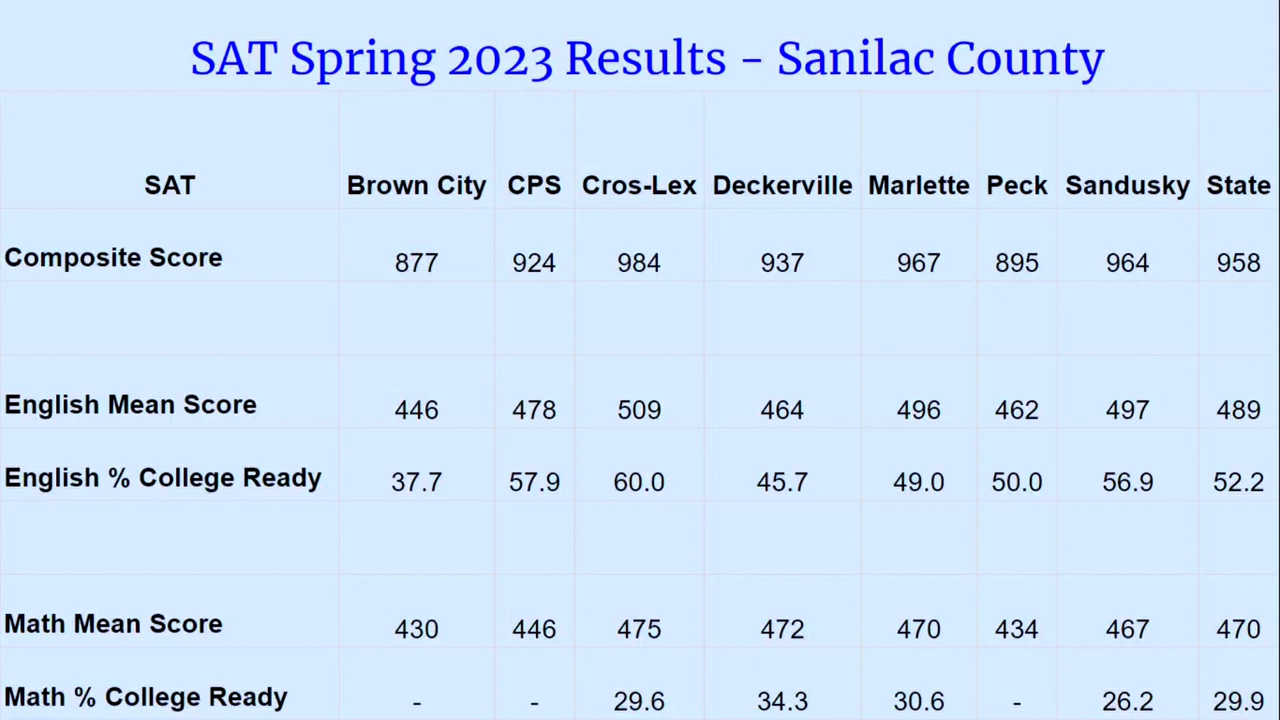 SAT Spring 2023 Results - Sanilac County
SAT Brown City CPS Cros-Lex Deckerville Marlette Peck Sandusky State
Composite Score 877 924 984 937 967 895 964 958
English Mean Score 446 478 509 464 496 462 497 489
English % College Ready 37.7 57.9 60.0 45.7 49.0 50.0 56.9 52.2
Math Mean Score 430 446 475 472 470 434 467 470
Math % College Ready - - 29.6 34.3 30.6 - 26.2 29.9